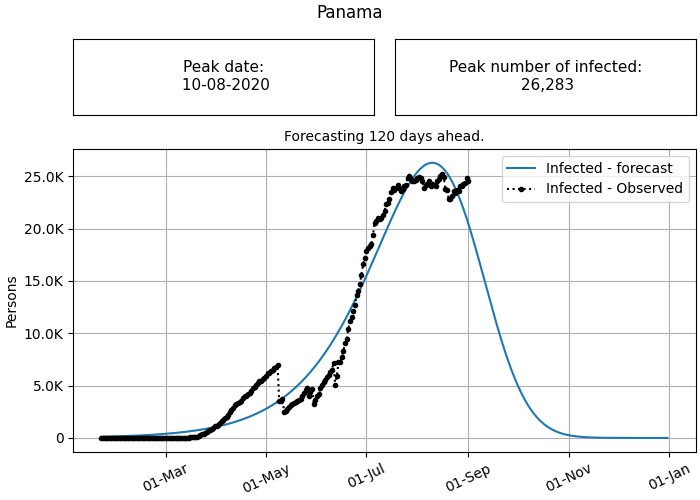 Panama
Peak date:
10-08-2020
Peak number of infected:
26,283
Forecasting 120 days ahead.
Infected - forecast
Infected - Observed
25.0K
20.0K
15.0K
10.0K
5.0K
0
Persons
01-Mar
01-May
01-Jul
01-Sep
01-Nov
01-Jan